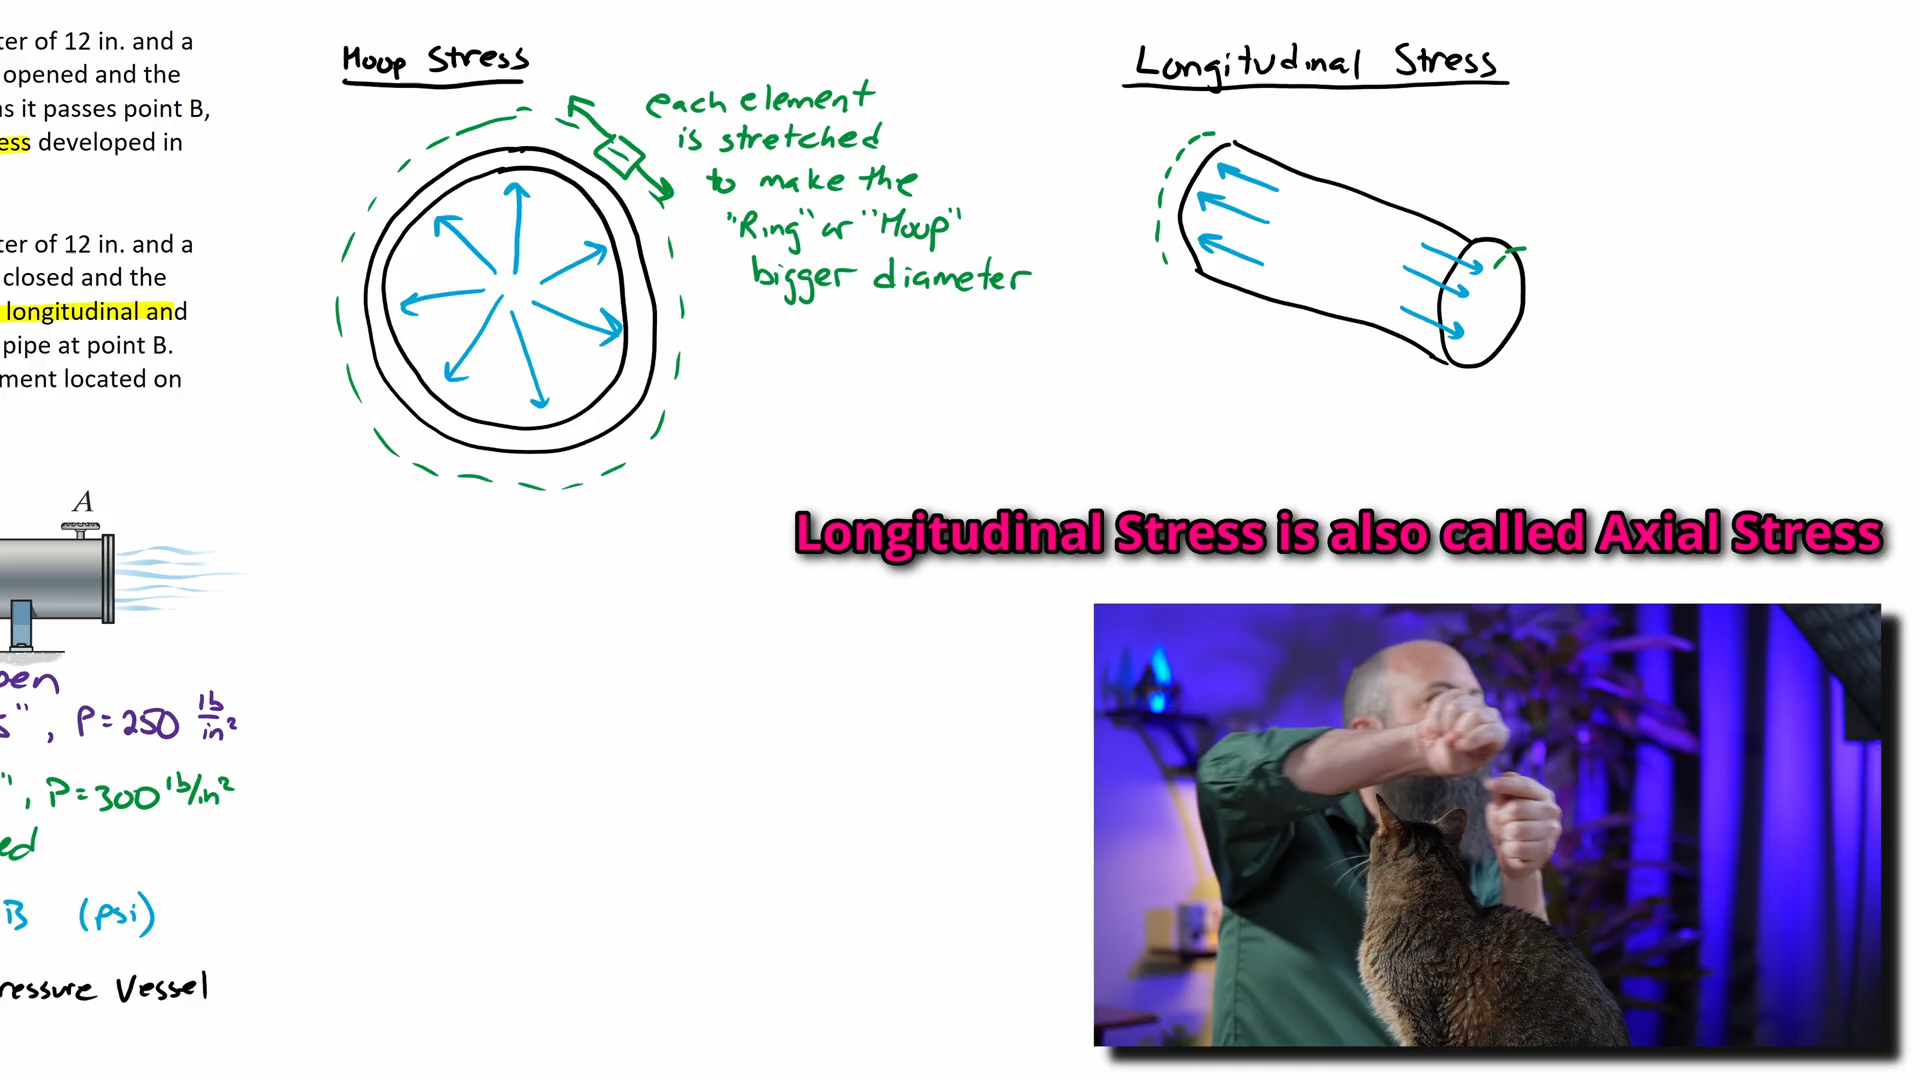 ter of 12 in. and a
opened and the
as it passes point B,
ess developed in
ter of 12 in. and a
closed and the
longitudinal and
pipe at point B.
ment located on
A
pen
s", P=250 lb/in²
", P=300 lb/in²
ed
B (psi)
ressure Vessel
Hoop Stress
each element
is stretched
to make the
"Ring" or "Hoop"
bigger diameter
Longitudinal Stress
Longitudinal Stress is also called Axial Stress